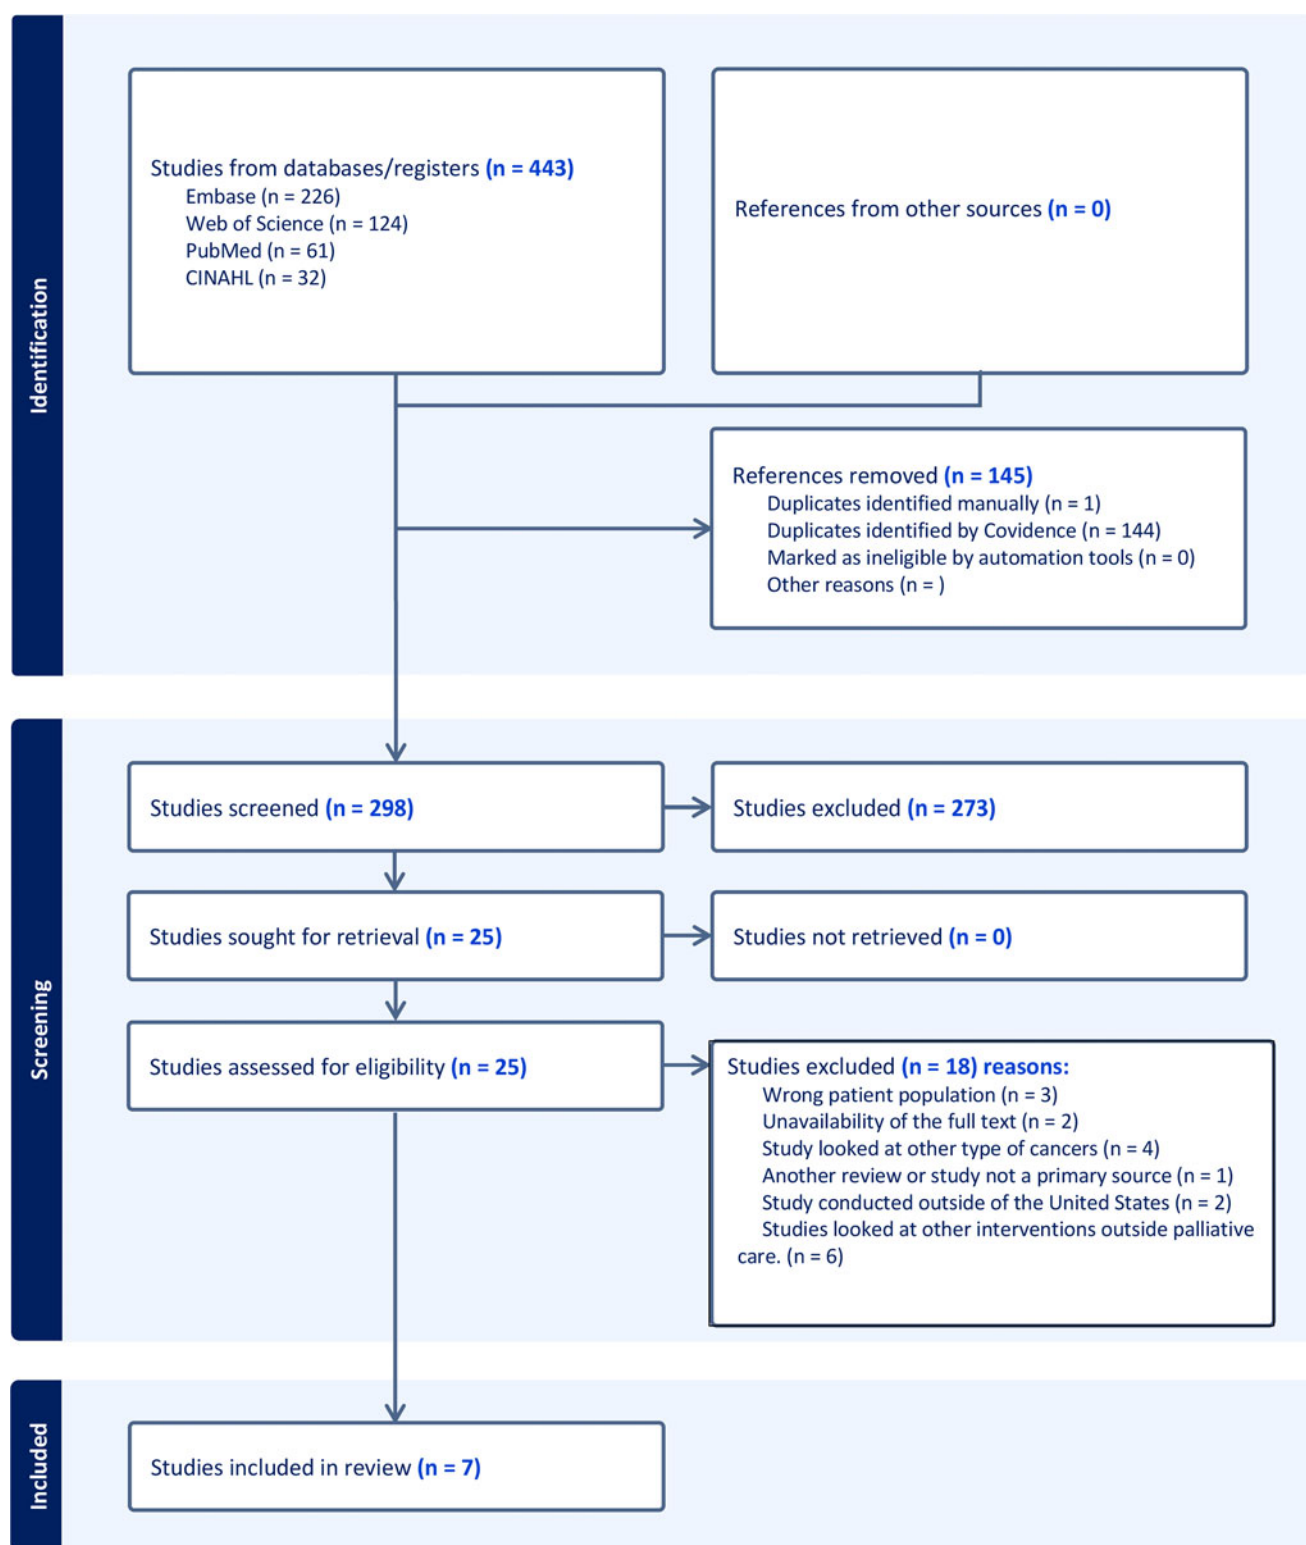 Identification
Studies from databases/registers (n = 443)
Embase (n = 226)
Web of Science (n = 124)
PubMed (n = 61)
CINAHL (n = 32)
References from other sources (n = 0)
References removed (n = 145)
Duplicates identified manually (n = 1)
Duplicates identified by Covidence (n = 144)
Marked as ineligible by automation tools (n = 0)
Other reasons (n = )
Screening
Studies screened (n = 298)
Studies excluded (n = 273)
Studies sought for retrieval (n = 25)
Studies not retrieved (n = 0)
Studies assessed for eligibility (n = 25)
Studies excluded (n = 18) reasons:
Wrong patient population (n = 3)
Unavailability of the full text (n = 2)
Study looked at other type of cancers (n = 4)
Another review or study not a primary source (n = 1)
Study conducted outside of the United States (n = 2)
Studies looked at other interventions outside palliative
care. (n = 6)
Included
Studies included in review (n = 7)